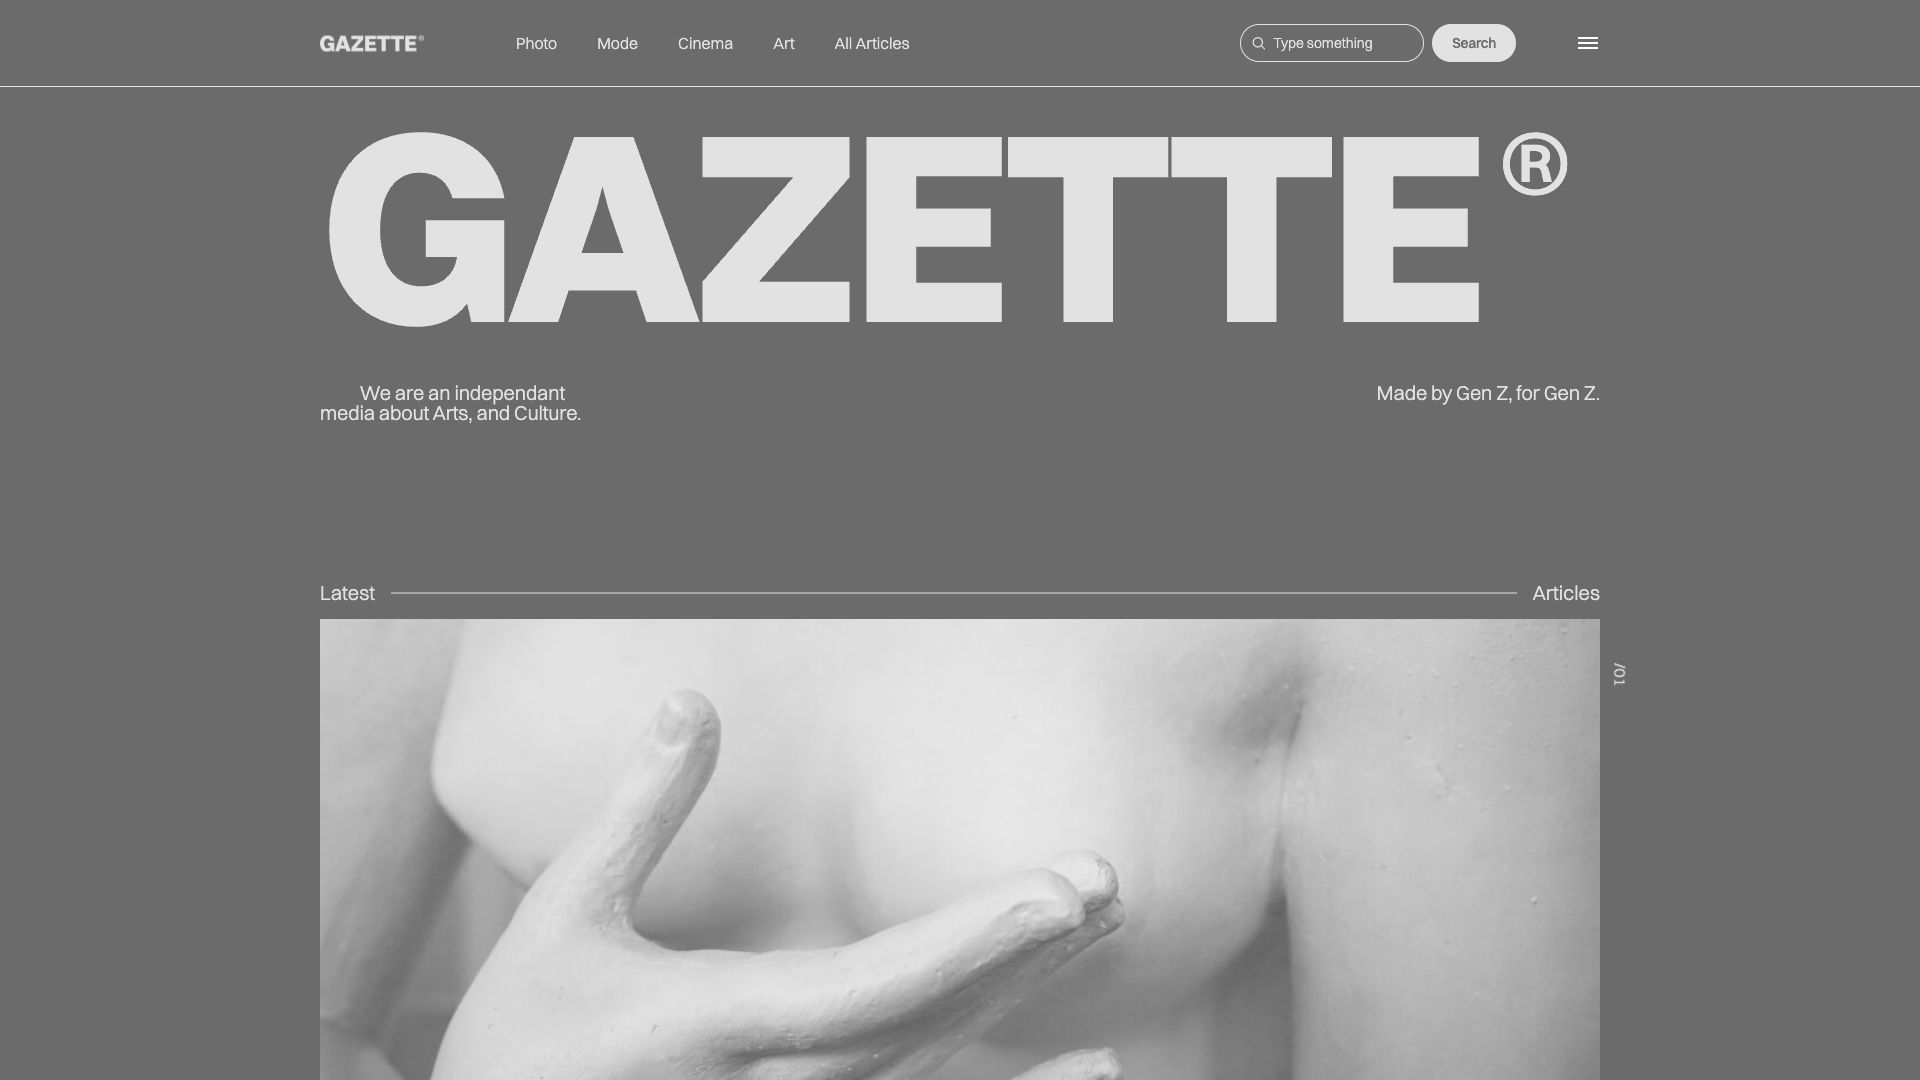 GAZETTE®
Photo
Mode
Cinema
Art
All Articles
Type something
Search
GAZETTE®
We are an independant
media about Arts, and Culture.
Made by Gen Z, for Gen Z.
Latest
Articles
/01